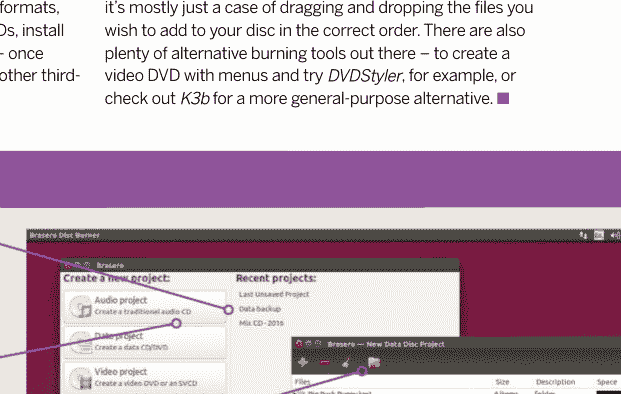 formats,
Ds, install
– once
other third-
it's mostly just a case of dragging and dropping the files you
wish to add to your disc in the correct order. There are also
plenty of alternative burning tools out there – to create a
video DVD with menus and try DVDStyler, for example, or
check out K3b for a more general-purpose alternative.
Brasero Disc Burner
Brasero
Create a new project:
Audio project
Create a traditional audio CD
Data project
Create a data CD/DVD
Video project
Create a video DVD or an SVCD
Recent projects:
Last Unsaved Project
Data backup
Mix CD-2016
Brasero — New Data Disc Project
Files Size Description Space